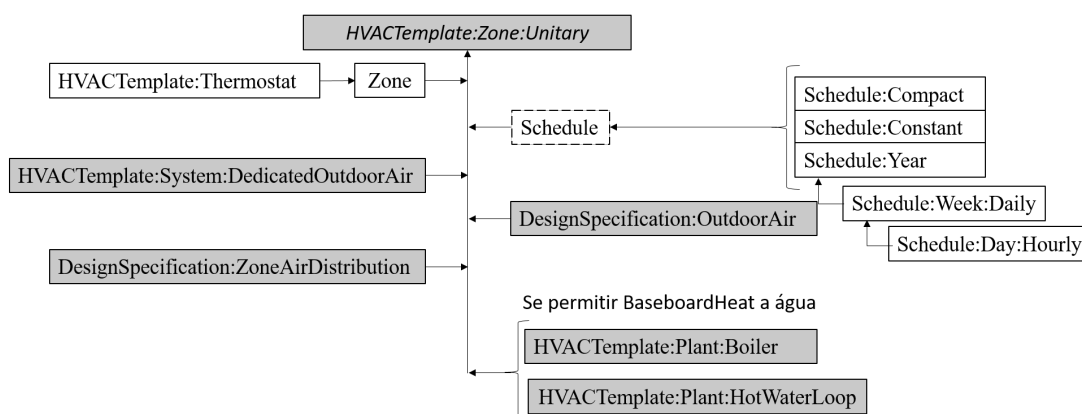 HVACTemplate:Zone:Unitary
HVACTemplate:Thermostat
Zone
Schedule:Compact
Schedule
Schedule:Constant
Schedule:Year
HVACTemplate:System:DedicatedOutdoorAir
Schedule:Week:Daily
DesignSpecification:OutdoorAir
Schedule:Day:Hourly
DesignSpecification:ZoneAirDistribution
Se permitir BaseboardHeat a água
HVACTemplate:Plant:Boiler
HVACTemplate:Plant:HotWaterLoop